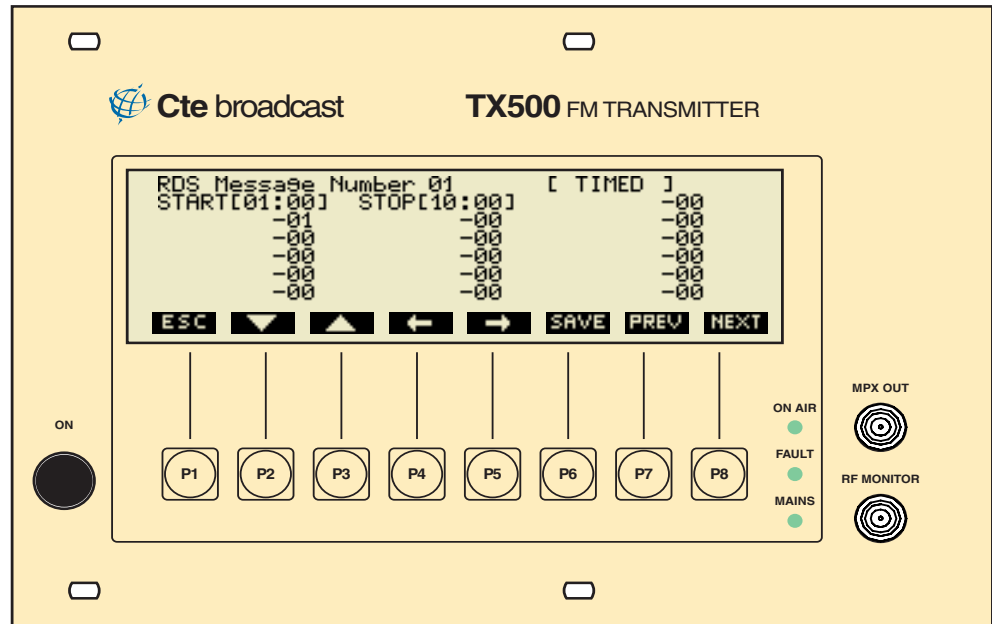 Cte broadcast TX500 FM TRANSMITTER
RDS Message Number 01 [ TIMED ]
START[01:00] STOP[10:00] -00
-01 -00 -00
-00 -00 -00
-00 -00 -00
-00 -00 -00
-00 -00 -00
ESC SAVE PREV NEXT
MPX OUT
ON AIR
ON
FAULT
P1 P2 P3 P4 P5 P6 P7 P8
RF MONITOR
MAINS